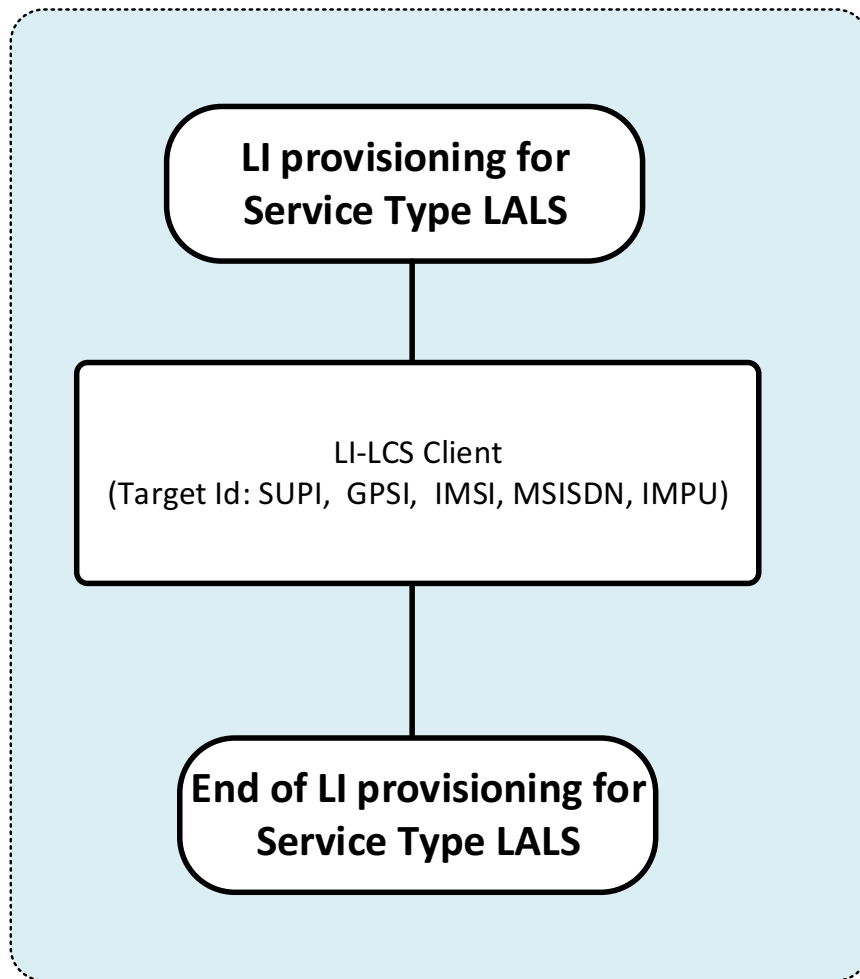 LI provisioning for
Service Type LALS
LI-LCS Client
(Target Id: SUPI,  GPSI,  IMSI, MSISDN, IMPU)
End of LI provisioning for
Service Type LALS